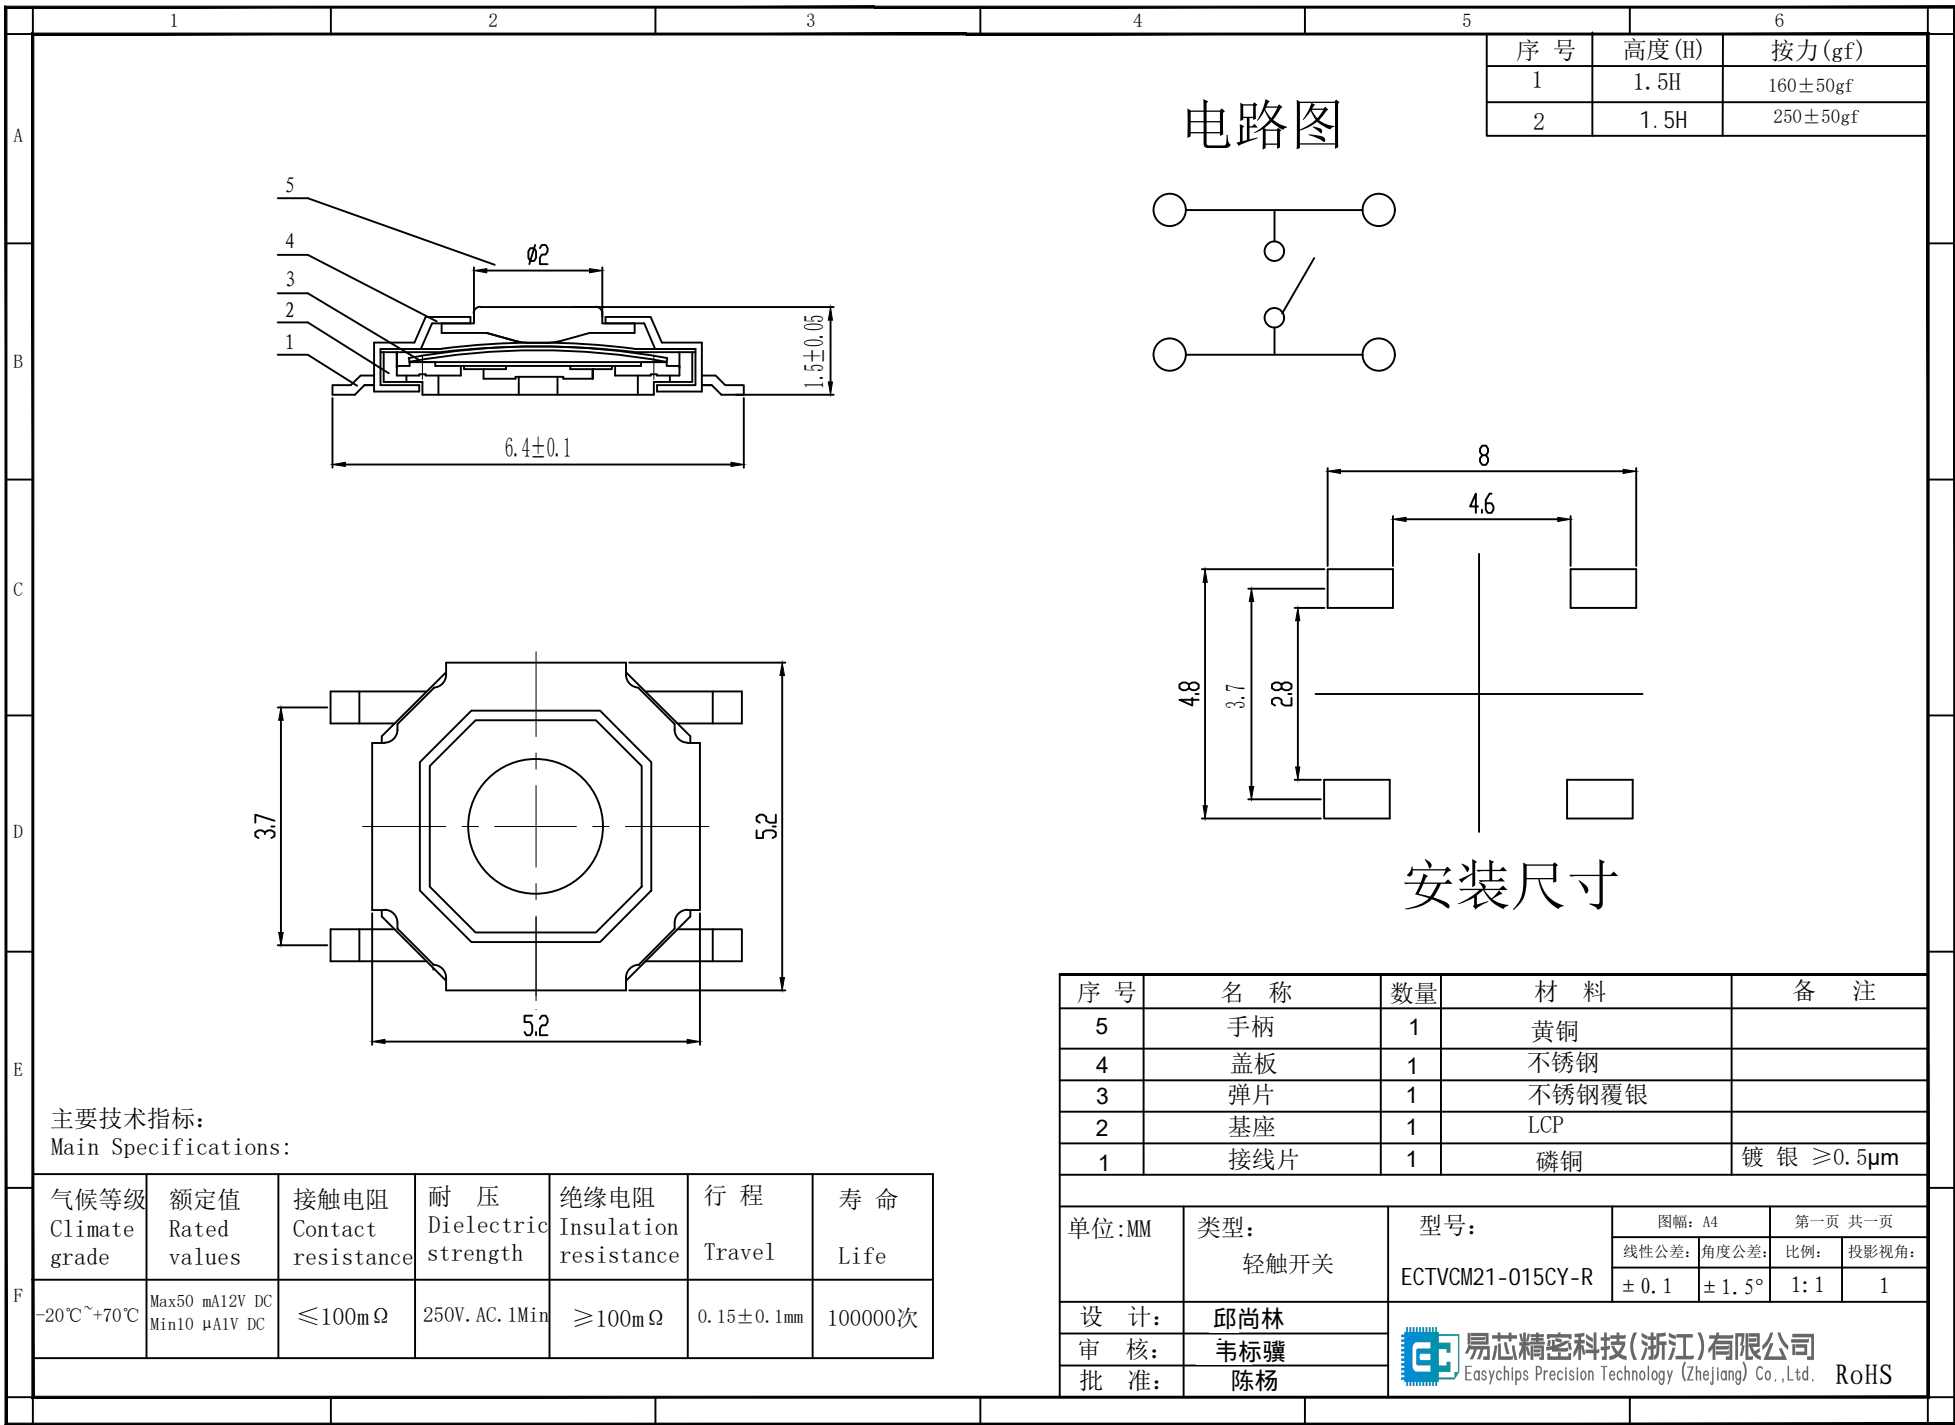 1 2 3 4 5 6
A
B
C
D
E
F
序 号 高度(H) 按力(gf)
1 1.5H 160±50gf
2 1.5H 250±50gf
电路图
5
4
3
2
1
ø2
1.5±0.05
6.4±0.1
8
4.6
4.8
3.7
2.8
安装尺寸
3.7
5.2
5.2
序 号 名 称 数量 材 料 备 注
5 手柄 1 黄铜
4 盖板 1 不锈钢
3 弹片 1 不锈钢覆银
2 基座 1 LCP
1 接线片 1 磷铜 镀 银 ≥0.5μm
主要技术指标:
Main Specifications:
气候等级 额定值 接触电阻 耐 压 绝缘电阻 行 程 寿 命
Climate Rated Contact Dielectric Insulation Travel Life
grade values resistance strength resistance
-20℃~+70℃ Max50 mA12V DC ≤100mΩ 250V.AC.1Min ≥100mΩ 0.15±0.1mm 100000次
Min10 μA1V DC
单位:MM 类型: 型号: 图幅: A4 第一页 共一页
轻触开关 ECTVCM21-015CY-R 线性公差: 角度公差: 比例: 投影视角:
±0.1 ±1.5° 1:1 1
设 计: 邱尚林
审 核: 韦标骥
批 准: 陈杨
EC 易芯精密科技(浙江)有限公司
Easychips Precision Technology (Zhejiang) Co.,Ltd. RoHS